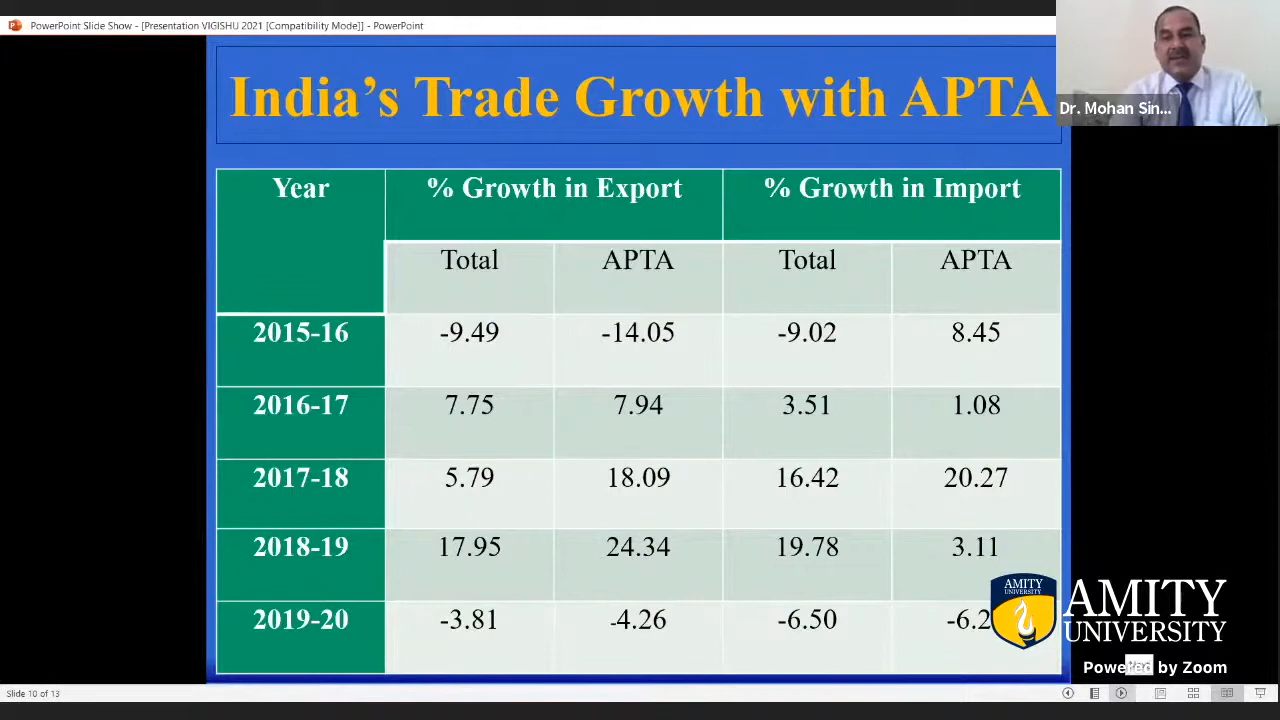 PowerPoint Slide Show - [Presentation VIGISHU 2021 [Compatibility Mode]] - PowerPoint
India's Trade Growth with APTA
Dr. Mohan Sin...
Year % Growth in Export % Growth in Import
Total APTA Total APTA
2015-16 -9.49 -14.05 -9.02 8.45
2016-17 7.75 7.94 3.51 1.08
2017-18 5.79 18.09 16.42 20.27
2018-19 17.95 24.34 19.78 3.11
2019-20 -3.81 -4.26 -6.50
AMITY
UNIVERSITY
AMITY
UNIVERSITY
Powered by Zoom
Slide 10 of 13